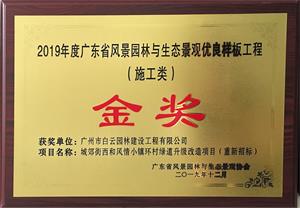 2019年度广东省风景园林与生态景观优良样板工程
（施工类）
金奖
获奖单位：广州市白云园林建设工程有限公司
项目名称：城郊街西和风情小镇环村绿道升级改造项目（重新招标）
广东省风景园林与生态景观协会
二〇一九年十二月